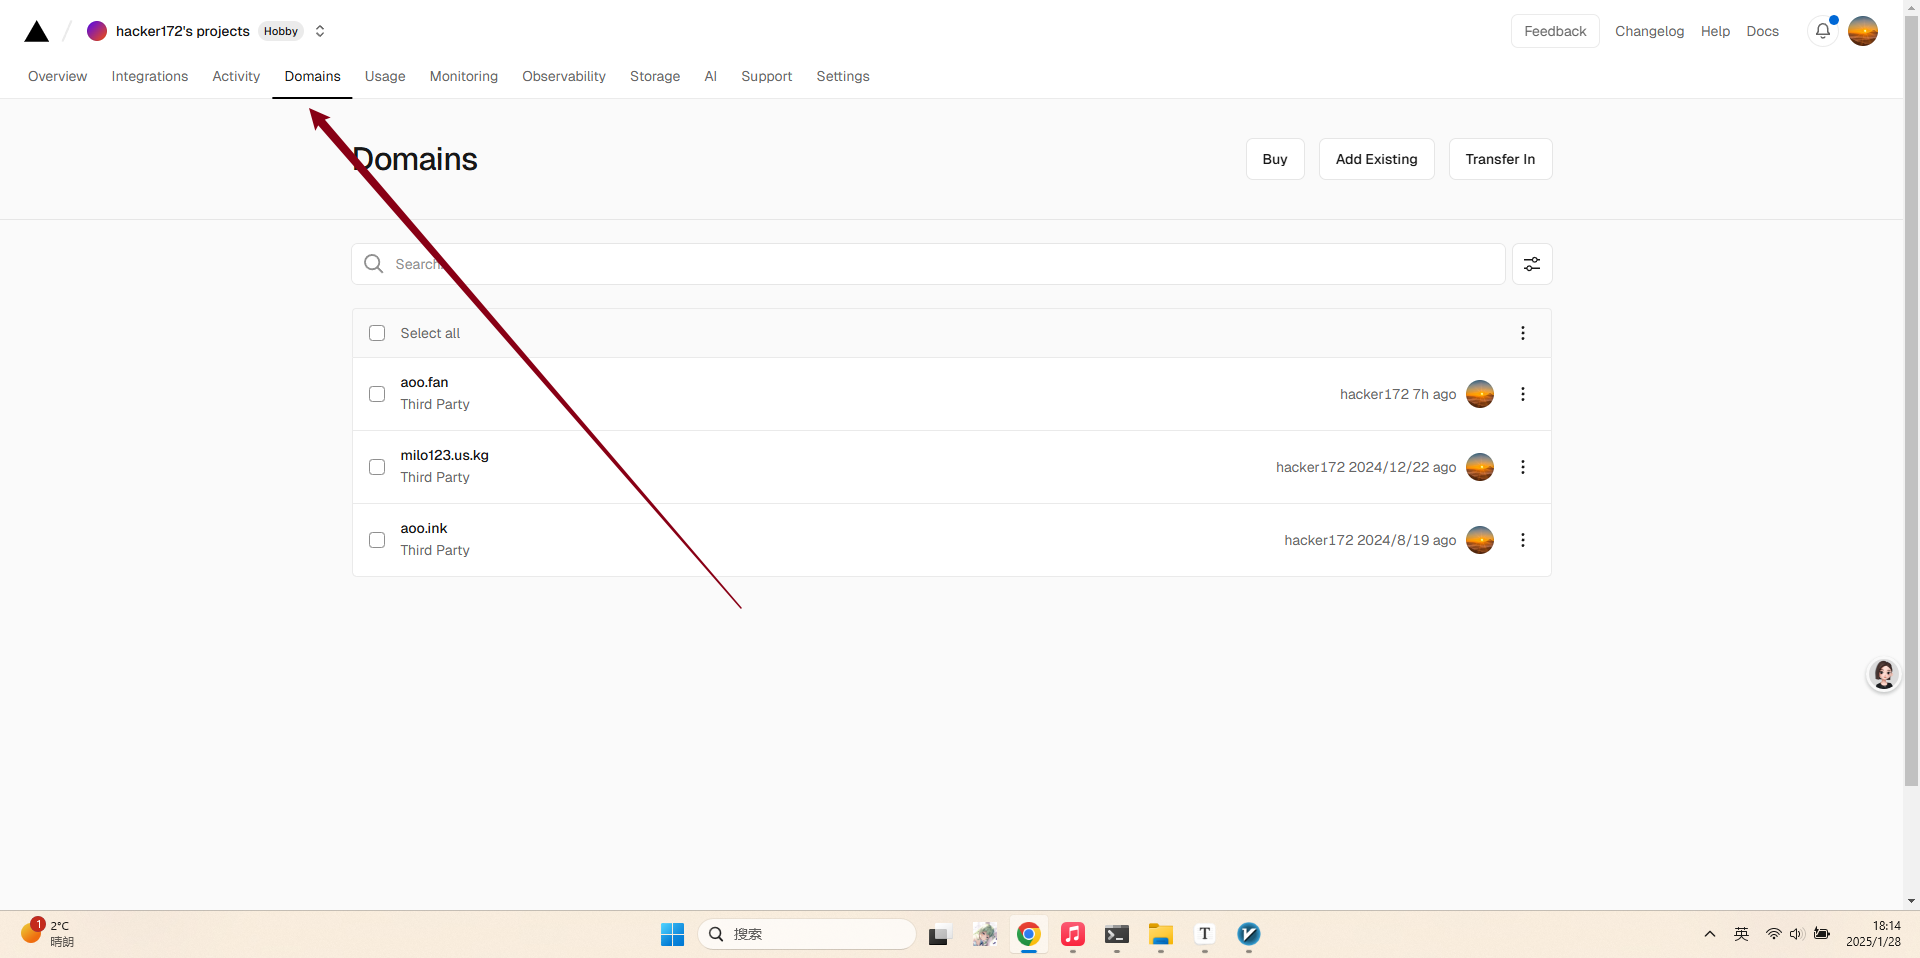 hacker172's projects Hobby
Feedback Changelog Help Docs
Overview Integrations Activity Domains Usage Monitoring Observability Storage AI Support Settings
Domains
Buy Add Existing Transfer In
Search
Select all
aoo.fan
Third Party
hacker172 7h ago
milo123.us.kg
Third Party
hacker172 2024/12/22 ago
aoo.ink
Third Party
hacker172 2024/8/19 ago
1
2°C
晴朗
搜索
T
英
18:14
2025/1/28